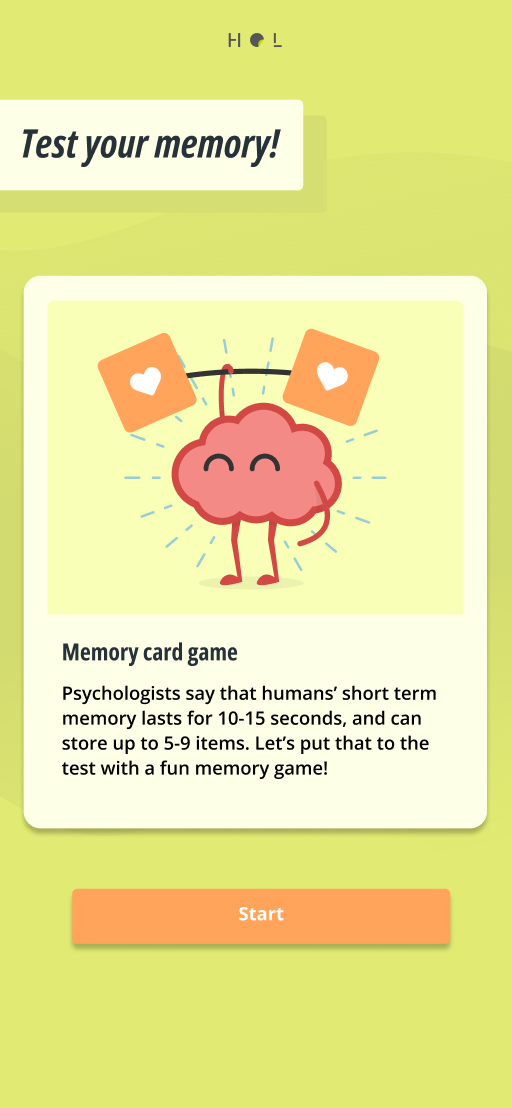 H L
Test your memory!
Memory card game
Psychologists say that humans’ short term
memory lasts for 10-15 seconds, and can
store up to 5-9 items. Let’s put that to the
test with a fun memory game!
Start